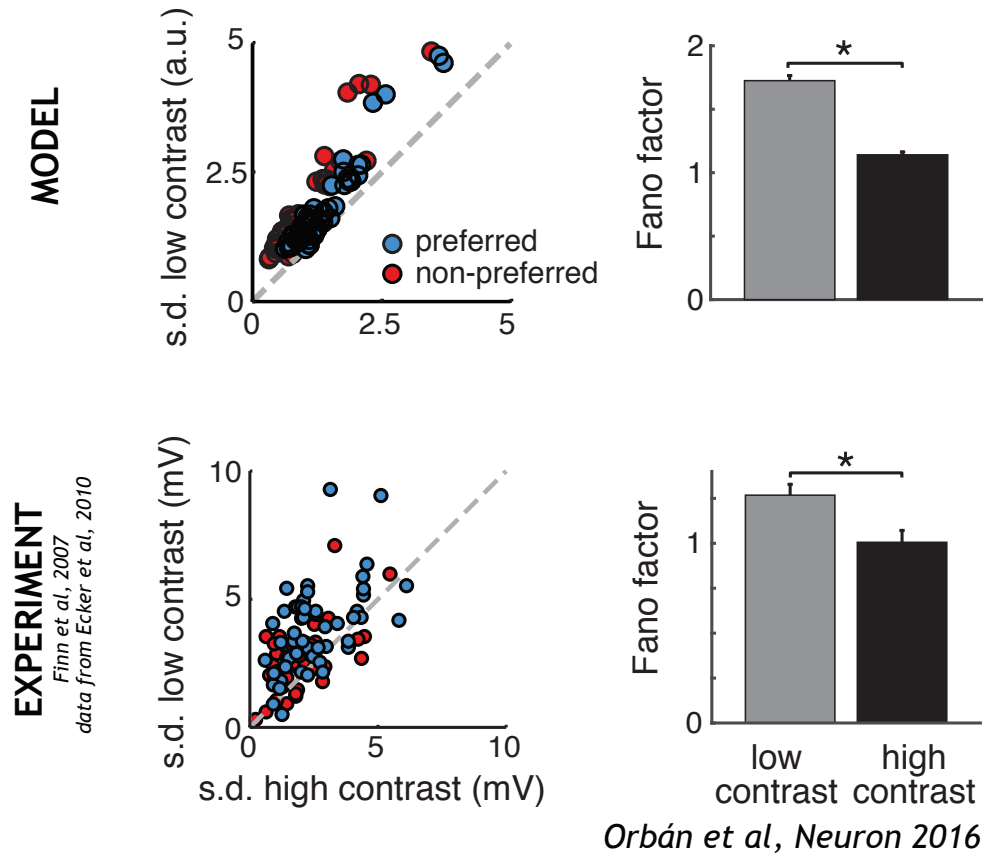 MODEL
s.d. low contrast (a.u.)
5
2.5
0
0
2.5
5
preferred
non-preferred
Fano factor
2
1
0
*
EXPERIMENT
Finn et al, 2007
data from Ecker et al, 2010
s.d. low contrast (mV)
10
5
0
0
5
10
s.d. high contrast (mV)
Fano factor
1
0
*
low contrast
high contrast
Orbán et al, Neuron 2016